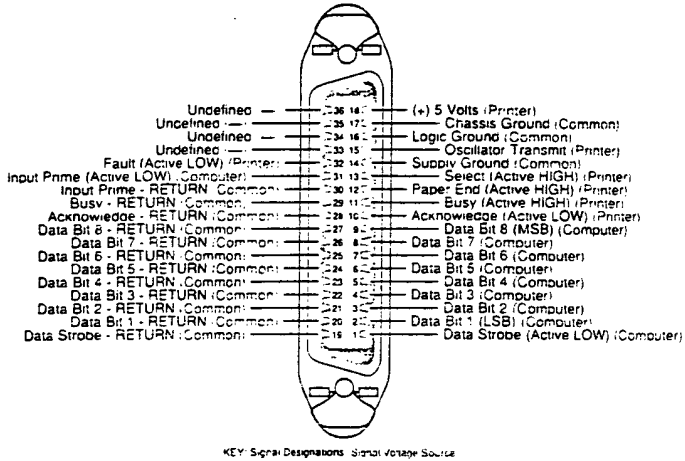 Undefined — 36 18 (+) 5 Volts (Printer)
Undefined — 35 17 Chassis Ground (Common)
Undefined — 34 16 Logic Ground (Common)
Undefined — 33 15 Oscillator Transmit (Printer)
Fault (Active LOW) (Printer) 32 14 Supply Ground (Common)
Input Prime (Active LOW) (Computer) 31 13 Select (Active HIGH) (Printer)
Input Prime - RETURN (Common) 30 12 Paper End (Active HIGH) (Printer)
Busy - RETURN (Common) 29 11 Busy (Active HIGH) (Printer)
Acknowledge - RETURN (Common) 28 10 Acknowledge (Active LOW) (Printer)
Data Bit 8 - RETURN (Common) 27 9 Data Bit 8 (MSB) (Computer)
Data Bit 7 - RETURN (Common) 26 8 Data Bit 7 (Computer)
Data Bit 6 - RETURN (Common) 25 7 Data Bit 6 (Computer)
Data Bit 5 - RETURN (Common) 24 6 Data Bit 5 (Computer)
Data Bit 4 - RETURN (Common) 23 5 Data Bit 4 (Computer)
Data Bit 3 - RETURN (Common) 22 4 Data Bit 3 (Computer)
Data Bit 2 - RETURN (Common) 21 3 Data Bit 2 (Computer)
Data Bit 1 - RETURN (Common) 20 2 Data Bit 1 (LSB) (Computer)
Data Strobe - RETURN (Common) 19 1 Data Strobe (Active LOW) (Computer)
KEY: Signal Designations (Signal Voltage Source)